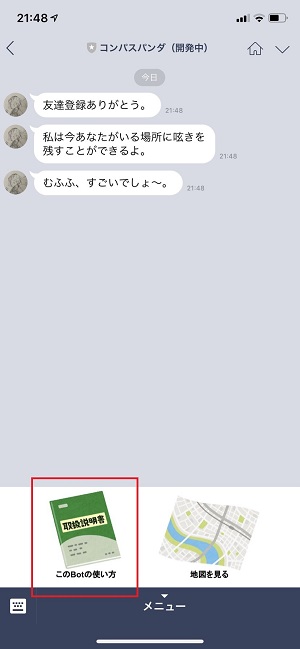 21:48
コンパスパンダ（開発中）
今日
友達登録ありがとう。
21:48
私は今あなたがいる場所に呟きを
残すことができるよ。
21:48
むふふ、すごいでしょ〜。
21:48
取扱説明書
このBotの使い方
地図を見る
メニュー